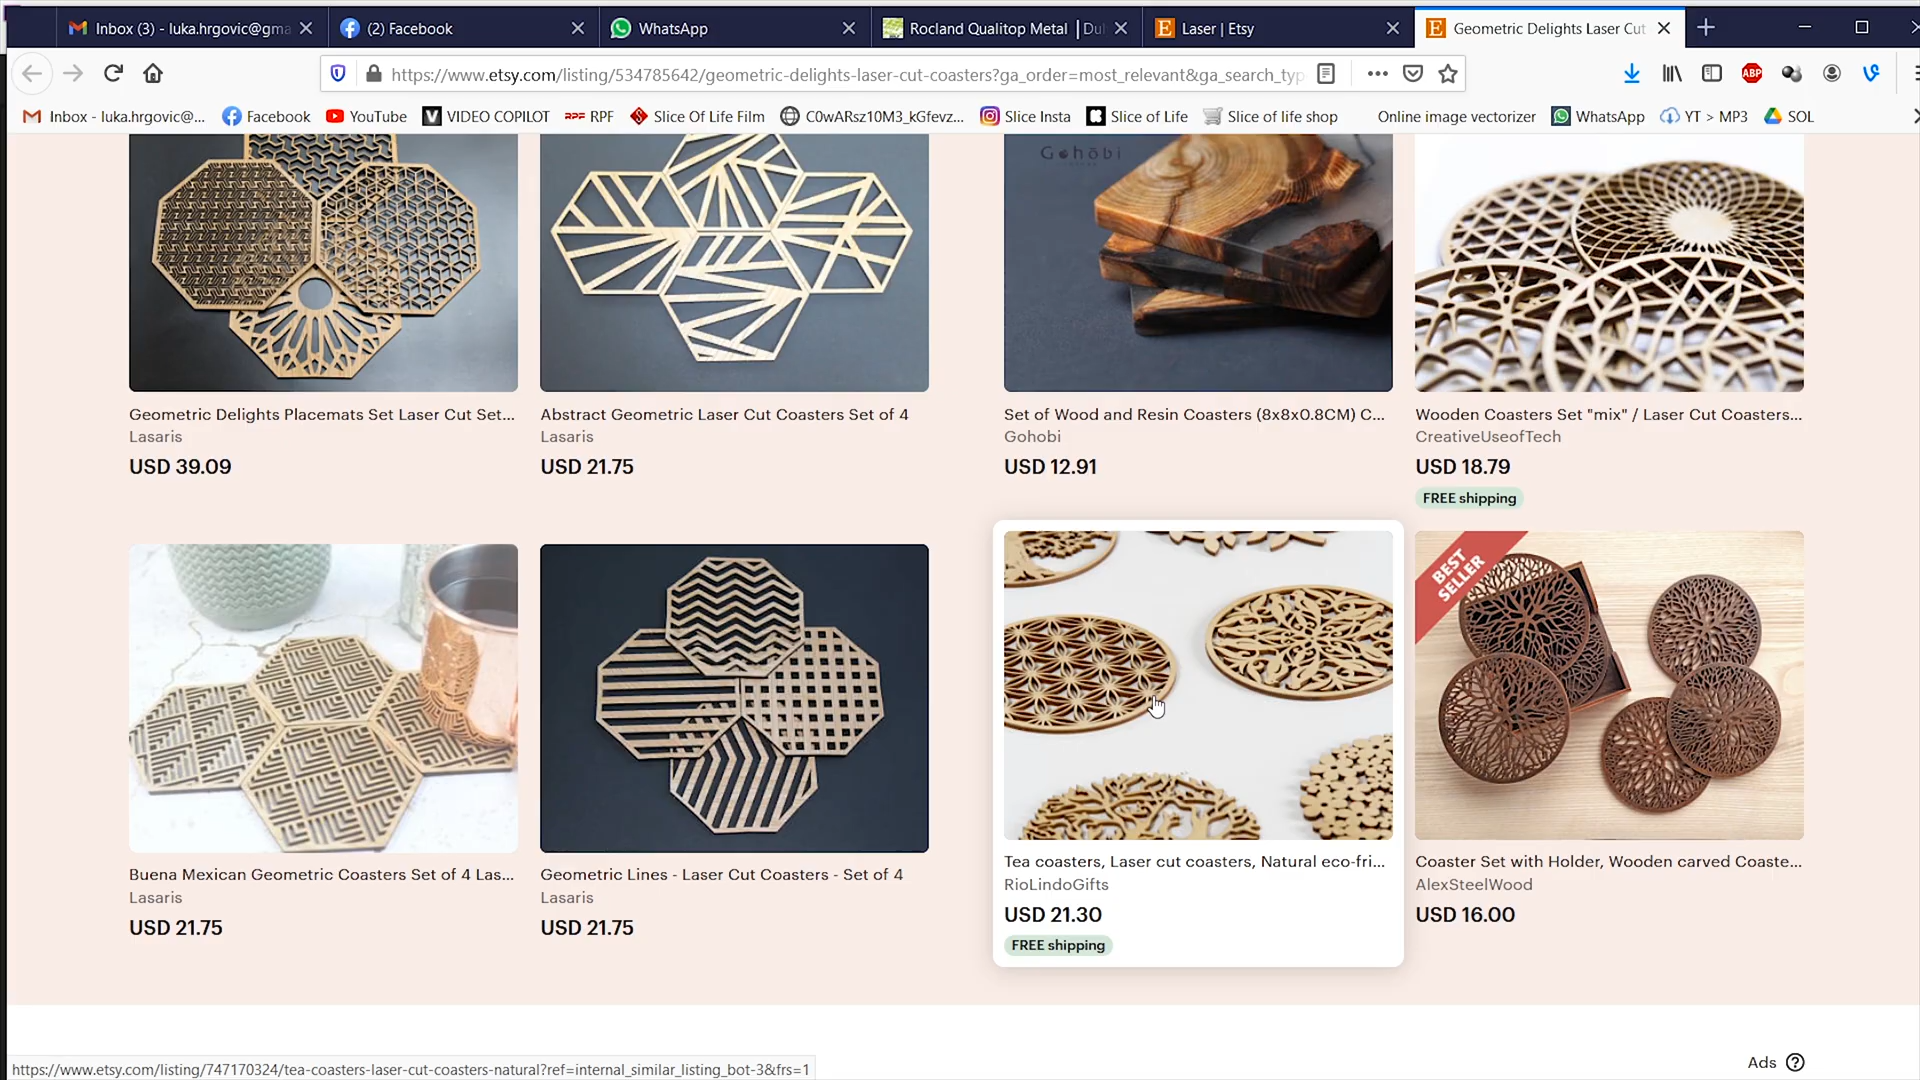 Inbox (3) - luka.hrgovic@gma
(2) Facebook
WhatsApp
Rocland Qualitop Metal | Du
Laser | Etsy
Geometric Delights Laser Cut
https://www.etsy.com/listing/534785642/geometric-delights-laser-cut-coasters?ga_order=most_relevant&ga_search_typ
ABP
Inbox - luka.hrgovic@...
Facebook
YouTube
VIDEO COPILOT
RPF
Slice Of Life Film
C0wARsz10M3_kGfevz...
Slice Insta
Slice of Life
Slice of life shop
Online image vectorizer
WhatsApp
YT > MP3
SOL
Gohōbi
Geometric Delights Placemats Set Laser Cut Set...
Lasaris
USD 39.09
Abstract Geometric Laser Cut Coasters Set of 4
Lasaris
USD 21.75
Set of Wood and Resin Coasters (8x8x0.8CM) C...
Gohobi
USD 12.91
Wooden Coasters Set "mix" / Laser Cut Coasters...
CreativeUseofTech
USD 18.79
FREE shipping
BEST
SELLER
Buena Mexican Geometric Coasters Set of 4 Las...
Lasaris
USD 21.75
Geometric Lines - Laser Cut Coasters - Set of 4
Lasaris
USD 21.75
Tea coasters, Laser cut coasters, Natural eco-fri...
RioLindoGifts
USD 21.30
FREE shipping
Coaster Set with Holder, Wooden carved Coaste...
AlexSteelWood
USD 16.00
Ads
https://www.etsy.com/listing/747170324/tea-coasters-laser-cut-coasters-natural?ref=internal_similar_listing_bot-3&frs=1